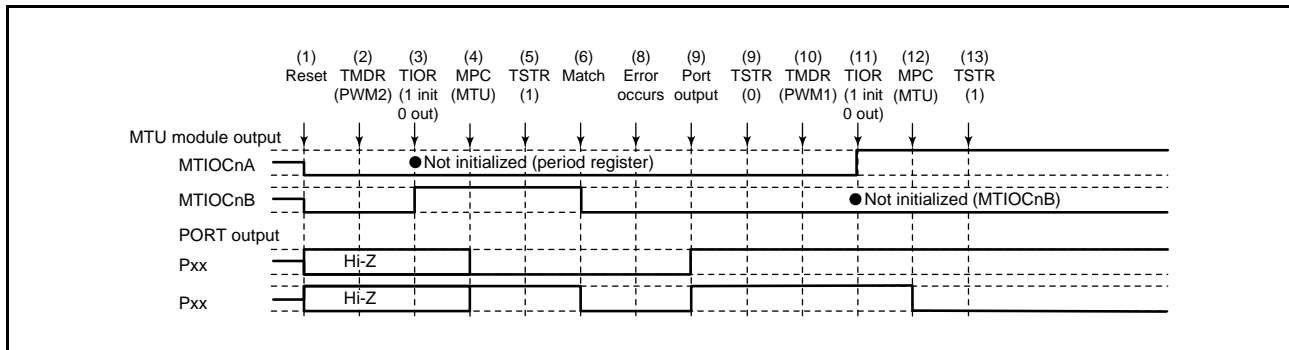 (1) (2) (3) (4) (5) (6) (8) (9) (9) (10) (11) (12) (13)
Reset TMDR TIOR MPC TSTR Match Error Port TSTR TMDR TIOR MPC TSTR
(PWM2) (1 init (MTU) (1) occurs output (0) (PWM1) (1 init (MTU) (1)
0 out) 0 out)
MTU module output
MTIOCnA Not initialized (period register)
MTIOCnB Not initialized (MTIOCnB)
PORT output
Pxx Hi-Z
Pxx Hi-Z